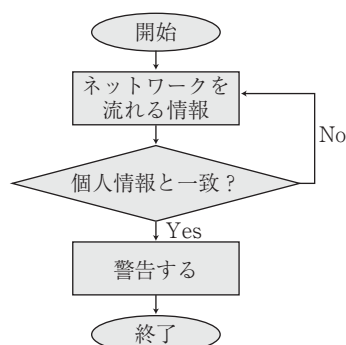 開始
ネットワークを
流れる情報
No
個人情報と一致？
Yes
警告する
終了